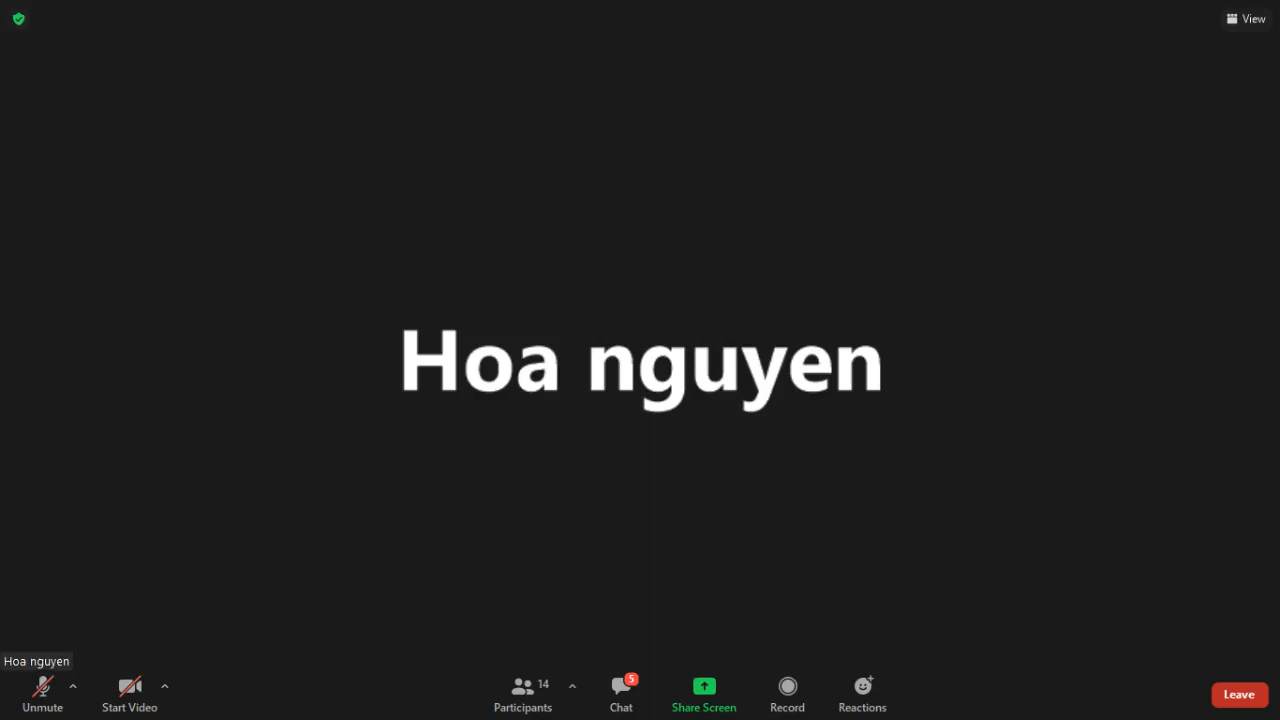 View
Hoa nguyen
Hoa nguyen
Unmute
Start Video
14
Participants
5
Chat
Share Screen
Record
Reactions
Leave